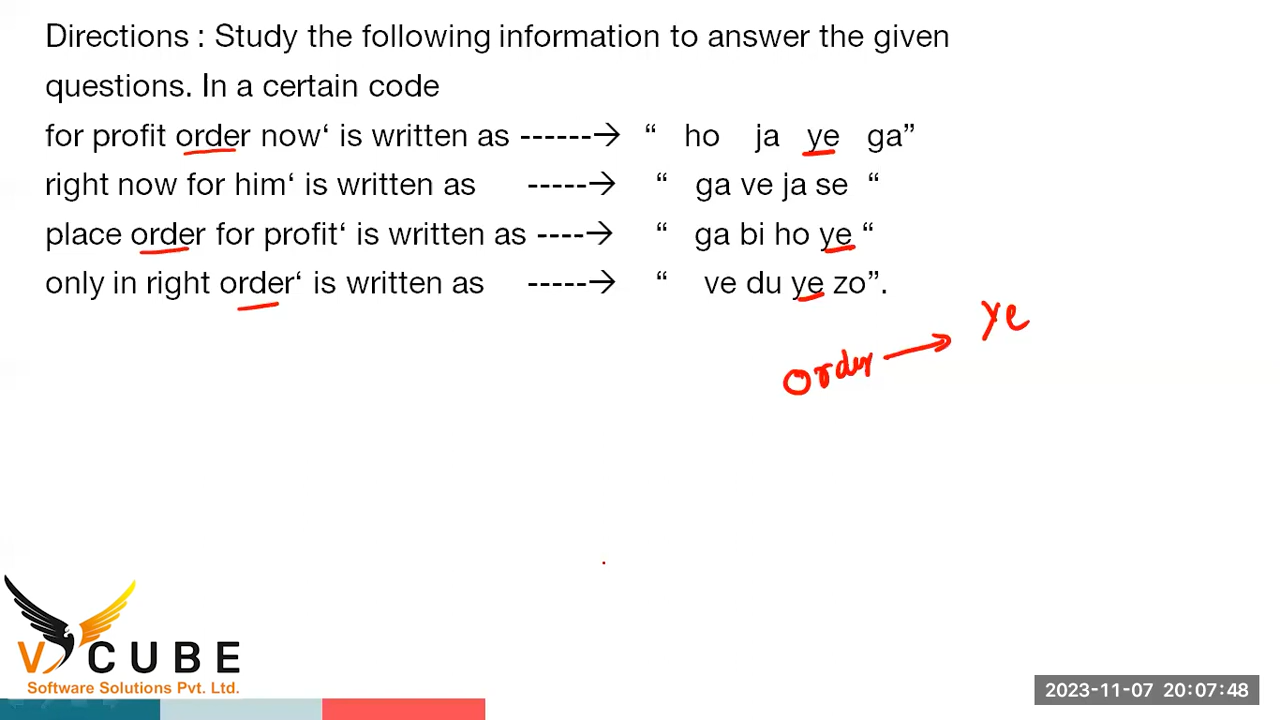 Directions : Study the following information to answer the given
questions. In a certain code
for profit order now‘ is written as ------→ “ ho ja ye ga”
right now for him‘ is written as -----→ “ ga ve ja se “
place order for profit‘ is written as ----→ “ ga bi ho ye “
only in right order‘ is written as -----→ “ ve du ye zo”.
Order → ye
V CUBE
Software Solutions Pvt. Ltd.
2023-11-07 20:07:48